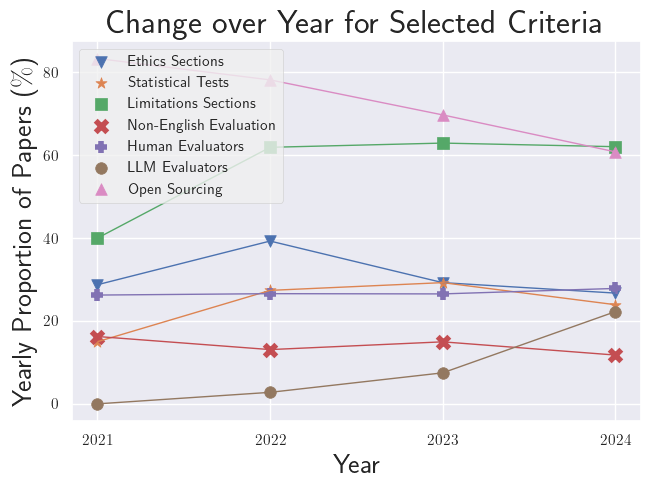 Change over Year for Selected Criteria
Yearly Proportion of Papers (%)
80
60
40
20
0
Ethics Sections
Statistical Tests
Limitations Sections
Non-English Evaluation
Human Evaluators
LLM Evaluators
Open Sourcing
2021 2022 2023 2024
Year